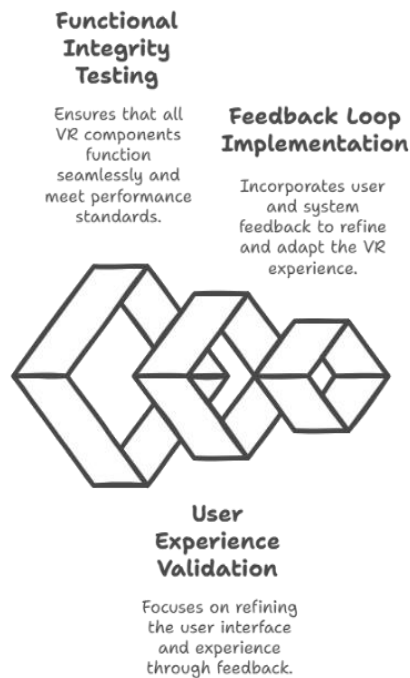 Functional
Integrity
Testing
Ensures that all
VR components
function
seamlessly and
meet performance
standards.
Feedback Loop
Implementation
Incorporates user
and system
feedback to refine
and adapt the VR
experience.
User
Experience
Validation
Focuses on refining
the user interface
and experience
through feedback.